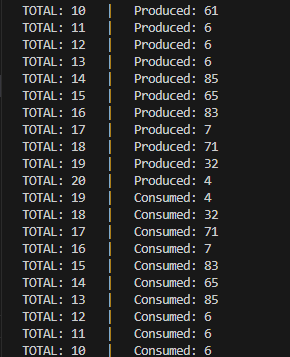 TOTAL: 10 | Produced: 61
TOTAL: 11 | Produced: 6
TOTAL: 12 | Produced: 6
TOTAL: 13 | Produced: 6
TOTAL: 14 | Produced: 85
TOTAL: 15 | Produced: 65
TOTAL: 16 | Produced: 83
TOTAL: 17 | Produced: 7
TOTAL: 18 | Produced: 71
TOTAL: 19 | Produced: 32
TOTAL: 20 | Produced: 4
TOTAL: 19 | Consumed: 4
TOTAL: 18 | Consumed: 32
TOTAL: 17 | Consumed: 71
TOTAL: 16 | Consumed: 7
TOTAL: 15 | Consumed: 83
TOTAL: 14 | Consumed: 65
TOTAL: 13 | Consumed: 85
TOTAL: 12 | Consumed: 6
TOTAL: 11 | Consumed: 6
TOTAL: 10 | Consumed: 6